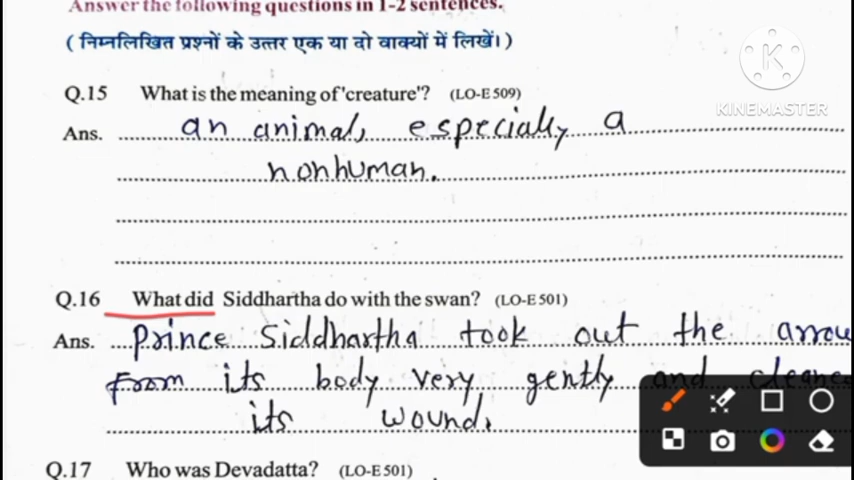 Answer the following questions in 1-2 sentences.
( निम्नलिखित प्रश्नों के उत्तर एक या दो वाक्यों में लिखें। )
KINEMASTER
Q.15 What is the meaning of 'creature'? (LO-E 509)
Ans. an animal, especially a
nonhuman.
Q.16 What did Siddhartha do with the swan? (LO-E 501)
Ans. prince Siddhartha took out the arrow
from its body very gently and
its wound.
Q.17 Who was Devadatta? (LO-E 501)